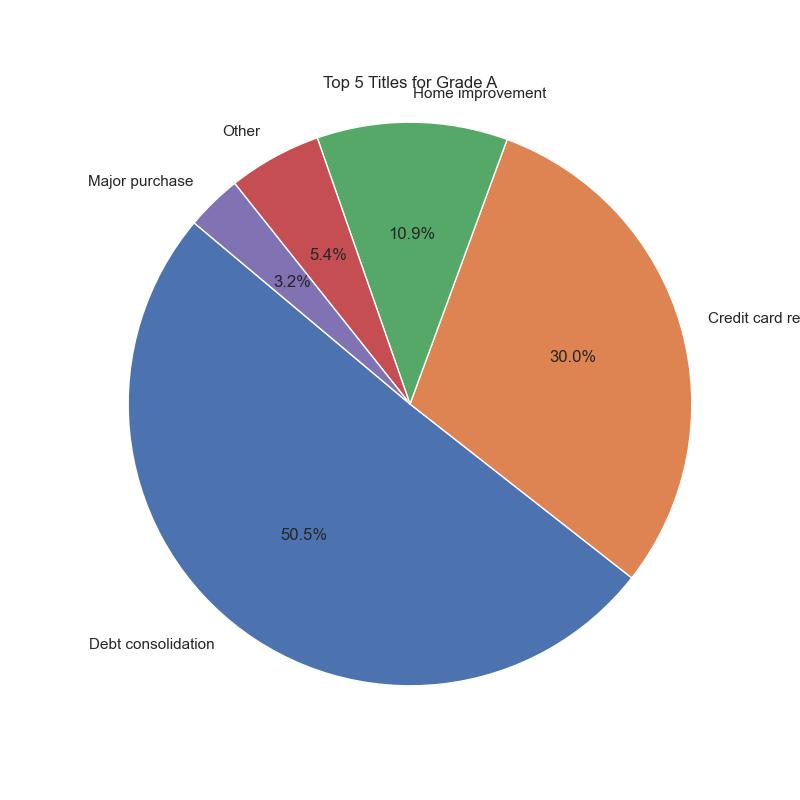 Top 5 Titles for Grade A
Home improvement
Other
Major purchase
10.9%
5.4%
3.2%
Credit card re
30.0%
50.5%
Debt consolidation